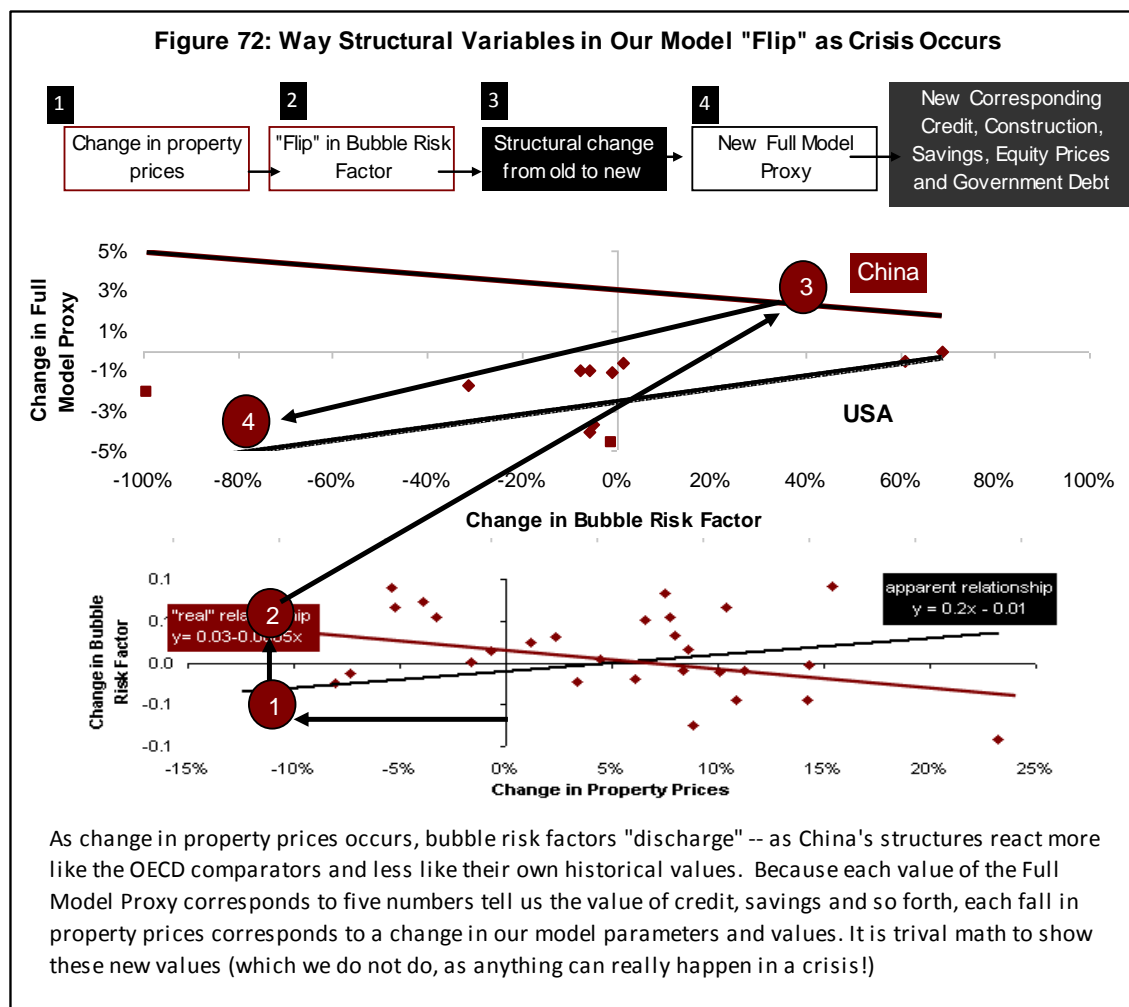 Figure 72: Way Structural Variables in Our Model "Flip" as Crisis Occurs
1
2
3
4
Change in property
prices
"Flip" in Bubble Risk
Factor
Structural change
from old to new
New Full Model
Proxy
New Corresponding
Credit, Construction,
Savings, Equity Prices
and Government Debt
Change in Full
Model Proxy
5%
3%
1%
-1%
-3%
-5%
3
China
4
USA
-100%
-80%
-60%
-40%
-20%
0%
20%
40%
60%
80%
100%
Change in Bubble Risk Factor
Change in Bubble
Risk Factor
0.1
0.1
0.0
-0.1
-0.1
"real"
y= 0.03-0.0005x
2
1
apparent relationship
y = 0.2x - 0.01
-15%
-10%
-5%
0%
5%
10%
15%
20%
25%
Change in Property Prices
As change in property prices occurs, bubble risk factors "discharge" -- as China's structures react more
like the OECD comparators and less like their own historical values. Because each value of the Full
Model Proxy corresponds to five numbers tell us the value of credit, savings and so forth, each fall in
property prices corresponds to a change in our model parameters and values. It is trival math to show
these new values (which we do not do, as anything can really happen in a crisis!)